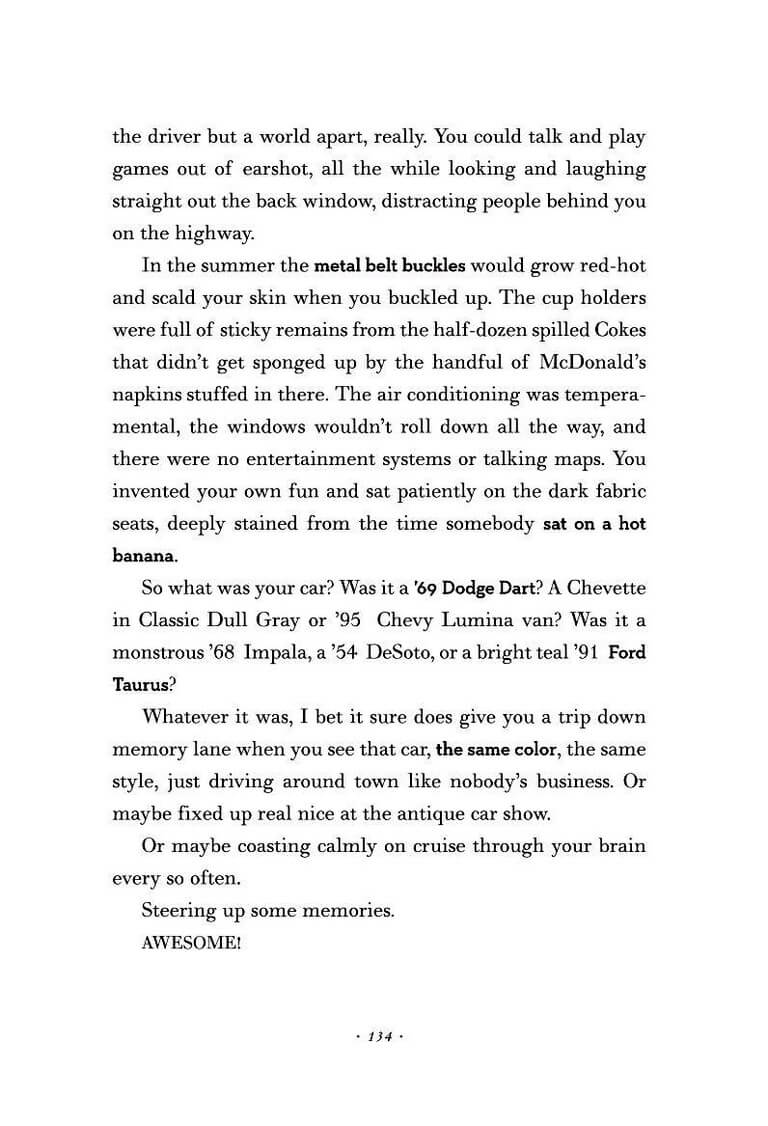 the driver but a world apart, really. You could talk and play
games out of earshot, all the while looking and laughing
straight out the back window, distracting people behind you
on the highway.
In the summer the metal belt buckles would grow red-hot
and scald your skin when you buckled up. The cup holders
were full of sticky remains from the half-dozen spilled Cokes
that didn’t get sponged up by the handful of McDonald’s
napkins stuffed in there. The air conditioning was tempera-
mental, the windows wouldn’t roll down all the way, and
there were no entertainment systems or talking maps. You
invented your own fun and sat patiently on the dark fabric
seats, deeply stained from the time somebody sat on a hot
banana.
So what was your car? Was it a ’69 Dodge Dart? A Chevette
in Classic Dull Gray or ’95 Chevy Lumina van? Was it a
monstrous ’68 Impala, a ’54 DeSoto, or a bright teal ’91 Ford
Taurus?
Whatever it was, I bet it sure does give you a trip down
memory lane when you see that car, the same color, the same
style, just driving around town like nobody’s business. Or
maybe fixed up real nice at the antique car show.
Or maybe coasting calmly on cruise through your brain
every so often.
Steering up some memories.
AWESOME!
· 134 ·